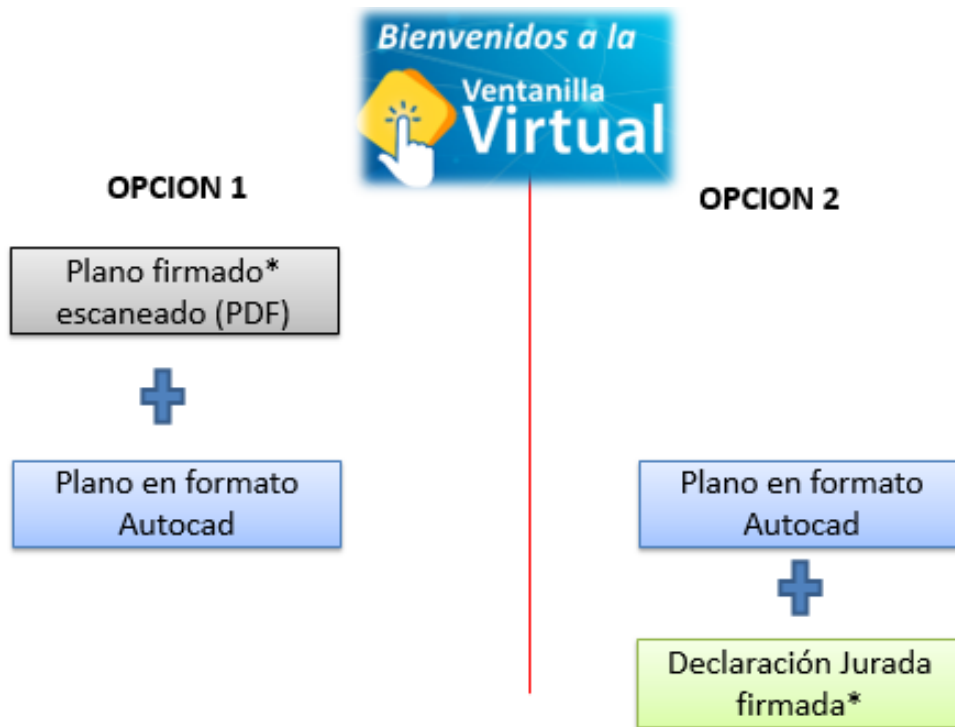 Bienvenidos a la
Ventanilla
Virtual
OPCION 1
Plano firmado*
escaneado (PDF)
Plano en formato
Autocad
OPCION 2
Plano en formato
Autocad
Declaración Jurada
firmada*